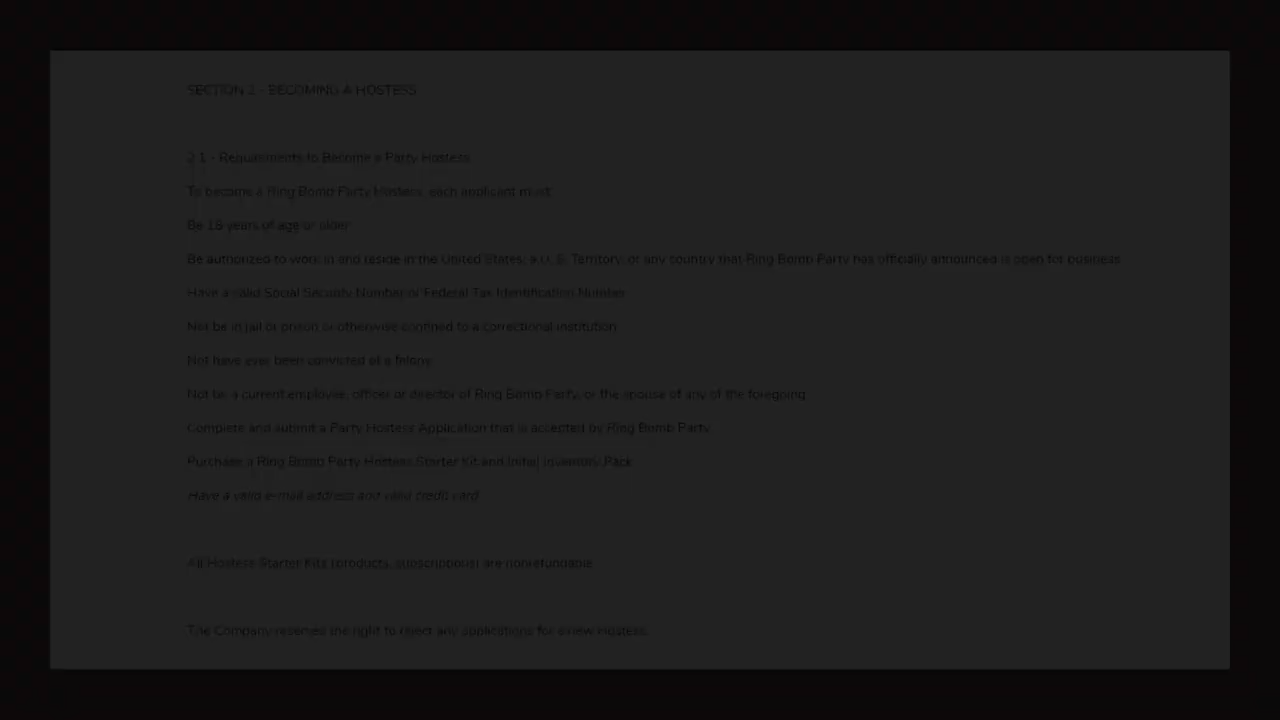 SECTION 2 - BECOMING A HOSTESS
2.1 - Requirements to Become a Party Hostess
To become a Ring Bomb Party Hostess, each applicant must:
Be 18 years of age or older
Be authorized to work in and reside in the United States, a U. S. Territory, or any country that Ring Bomb Party has officially announced is open for business
Have a valid Social Security Number or Federal Tax Identification Number
Not be in jail or prison or otherwise confined to a correctional institution
Not have ever been convicted of a felony
Not be a current employee, officer or director of Ring Bomb Party, or the spouse of any of the foregoing
Complete and submit a Party Hostess Application that is accepted by Ring Bomb Party
Purchase a Ring Bomb Party Hostess Starter Kit and Initial Inventory Pack
Have a valid e-mail address and valid credit card
All Hostess Starter Kits (products, subscriptions) are nonrefundable
The Company reserves the right to reject any applications for a new Hostess